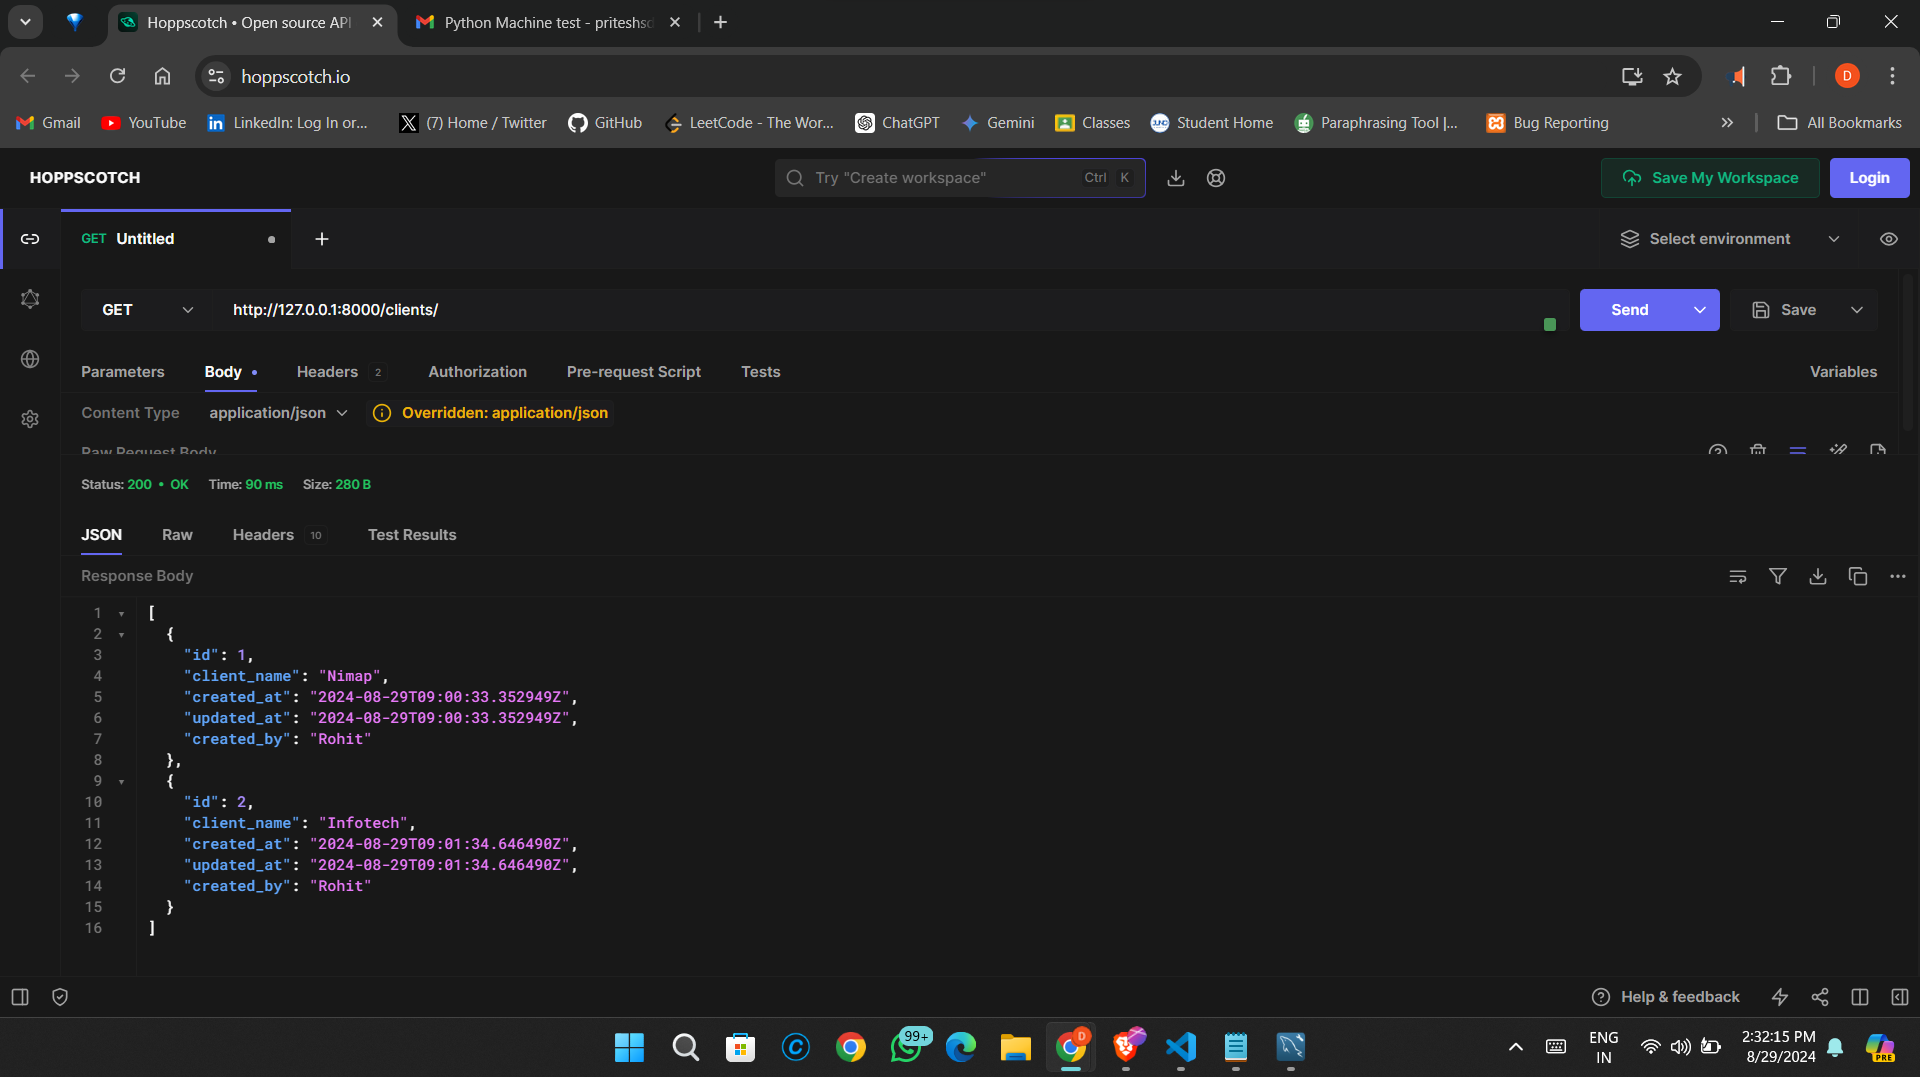 Hoppscotch • Open source API
Python Machine test - priteshsd
hoppscotch.io
D
Gmail YouTube LinkedIn: Log In or... (7) Home / Twitter GitHub LeetCode - The Wor... ChatGPT Gemini Classes Student Home Paraphrasing Tool |... Bug Reporting All Bookmarks
HOPPSCOTCH
Try "Create workspace" Ctrl K
Save My Workspace
Login
GET Untitled
Select environment
GET http://127.0.0.1:8000/clients/
Send
Save
Parameters Body Headers 2 Authorization Pre-request Script Tests Variables
Content Type application/json Overridden: application/json
Raw Request Body
Status: 200 • OK Time: 90 ms Size: 280 B
JSON Raw Headers 10 Test Results
Response Body
1 [
2 {
3 "id": 1,
4 "client_name": "Nimap",
5 "created_at": "2024-08-29T09:00:33.352949Z",
6 "updated_at": "2024-08-29T09:00:33.352949Z",
7 "created_by": "Rohit"
8 },
9 {
10 "id": 2,
11 "client_name": "Infotech",
12 "created_at": "2024-08-29T09:01:34.646490Z",
13 "updated_at": "2024-08-29T09:01:34.646490Z",
14 "created_by": "Rohit"
15 }
16 ]
Help & feedback
99+
D
ENG
IN
2:32:15 PM
8/29/2024
PRE